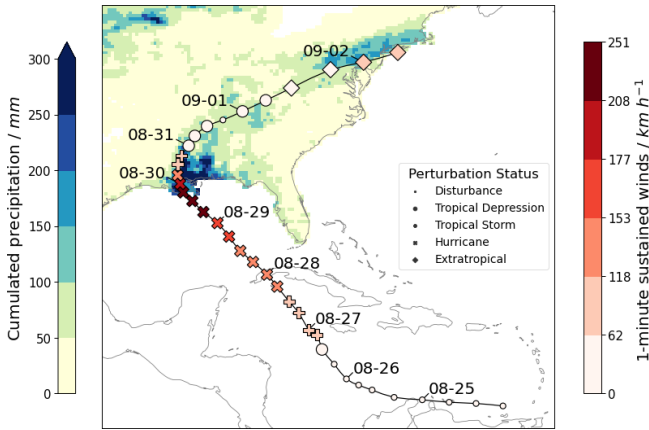 Cumulated precipitation / mm
300
250
200
150
100
50
0
09-02
09-01
08-31
08-30
08-29
08-28
08-27
08-26
08-25
Perturbation Status
Disturbance
Tropical Depression
Tropical Storm
Hurricane
Extratropical
251
208
177
153
118
62
0
1-minute sustained winds / km h⁻¹